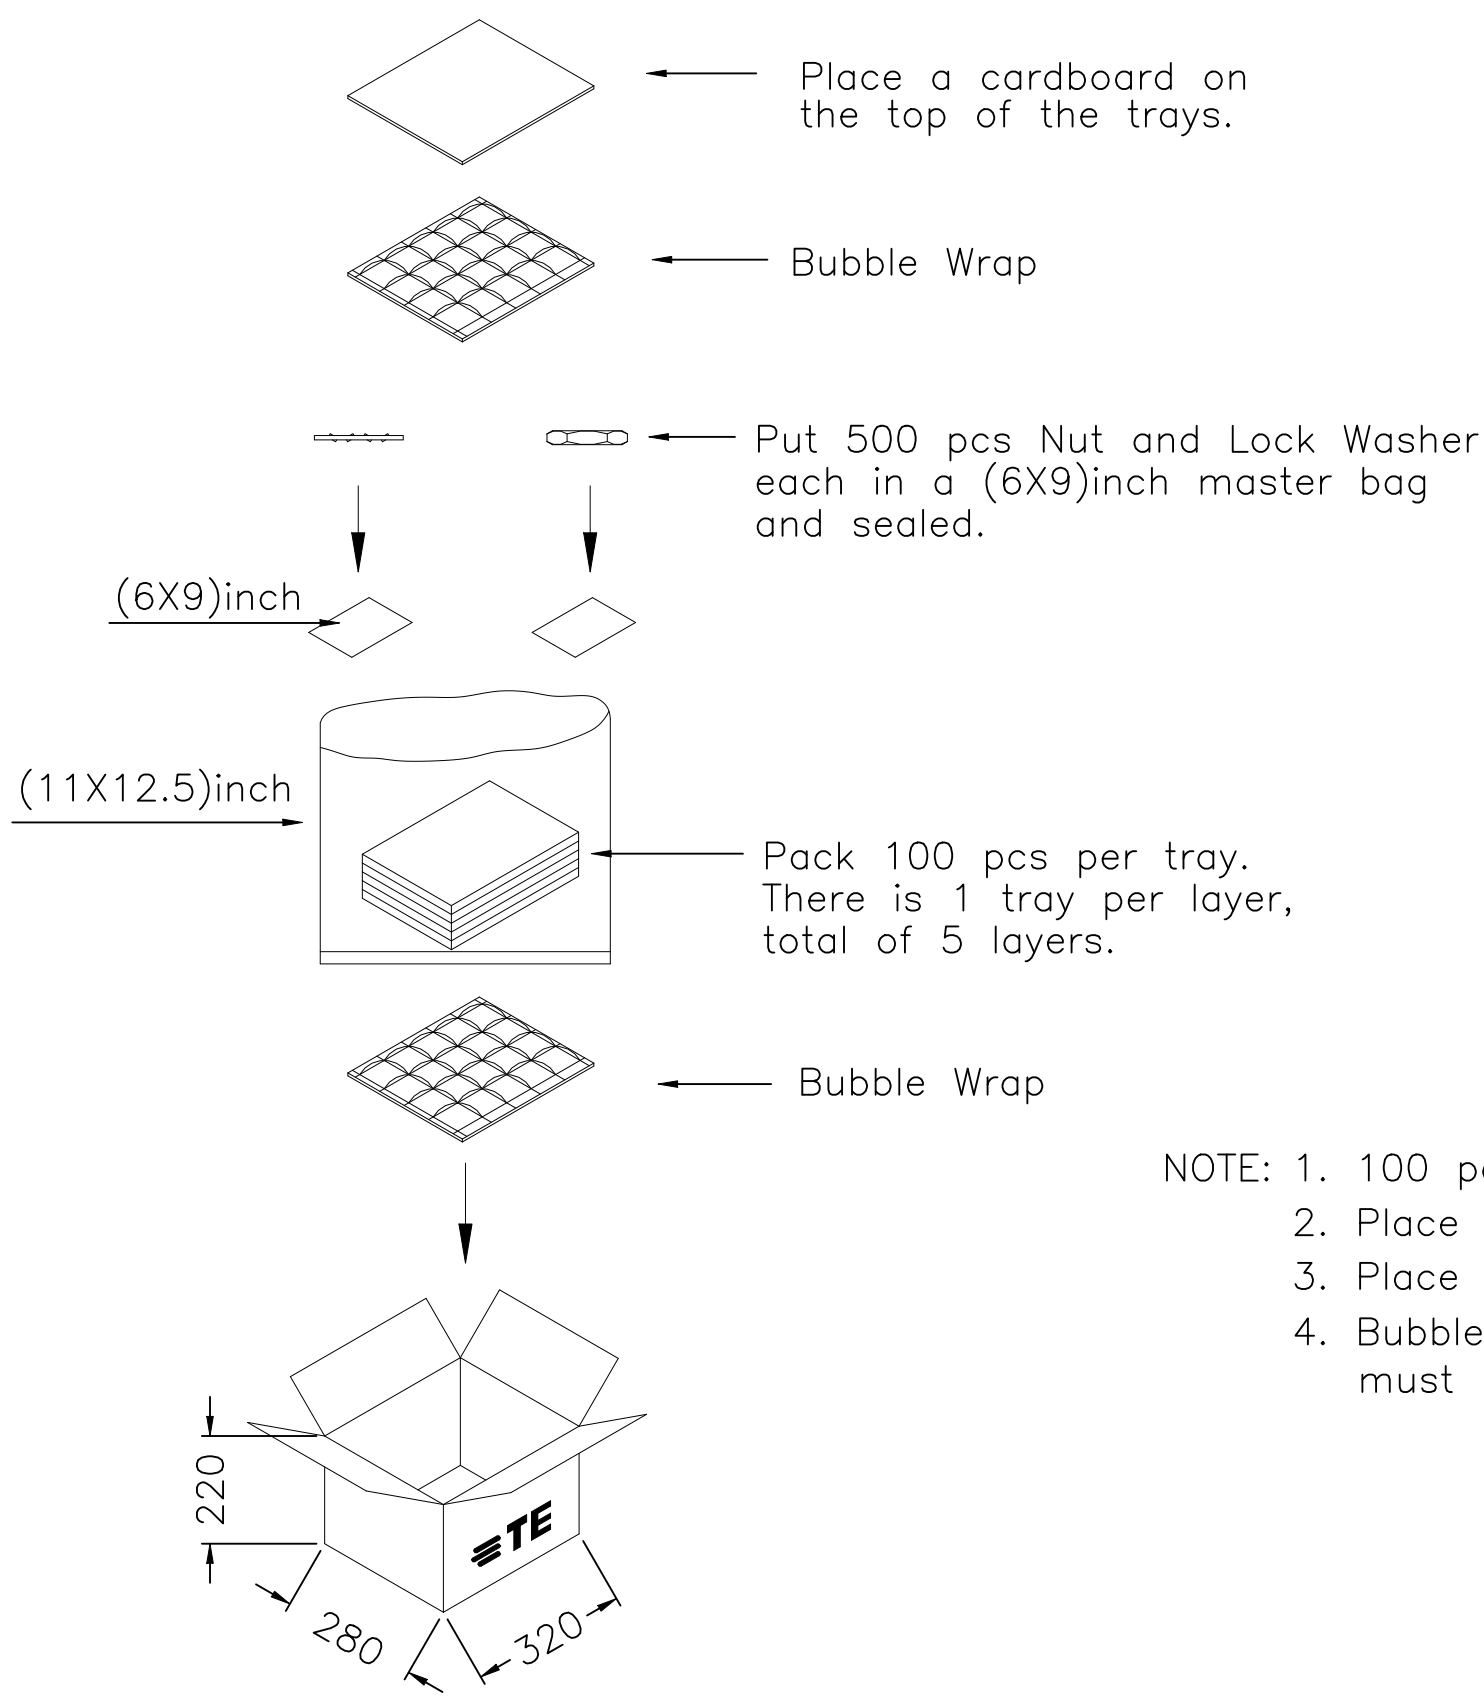 Place a cardboard on
the top of the trays.
Bubble Wrap
Put 500 pcs Nut and Lock Washer
each in a (6X9)inch master bag
and sealed.
(6X9)inch
(11X12.5)inch
Pack 100 pcs per tray.
There is 1 tray per layer,
total of 5 layers.
Bubble Wrap
NOTE: 1. 100
2. Place
3. Place
4. Bubble
must
220
TE
280
320